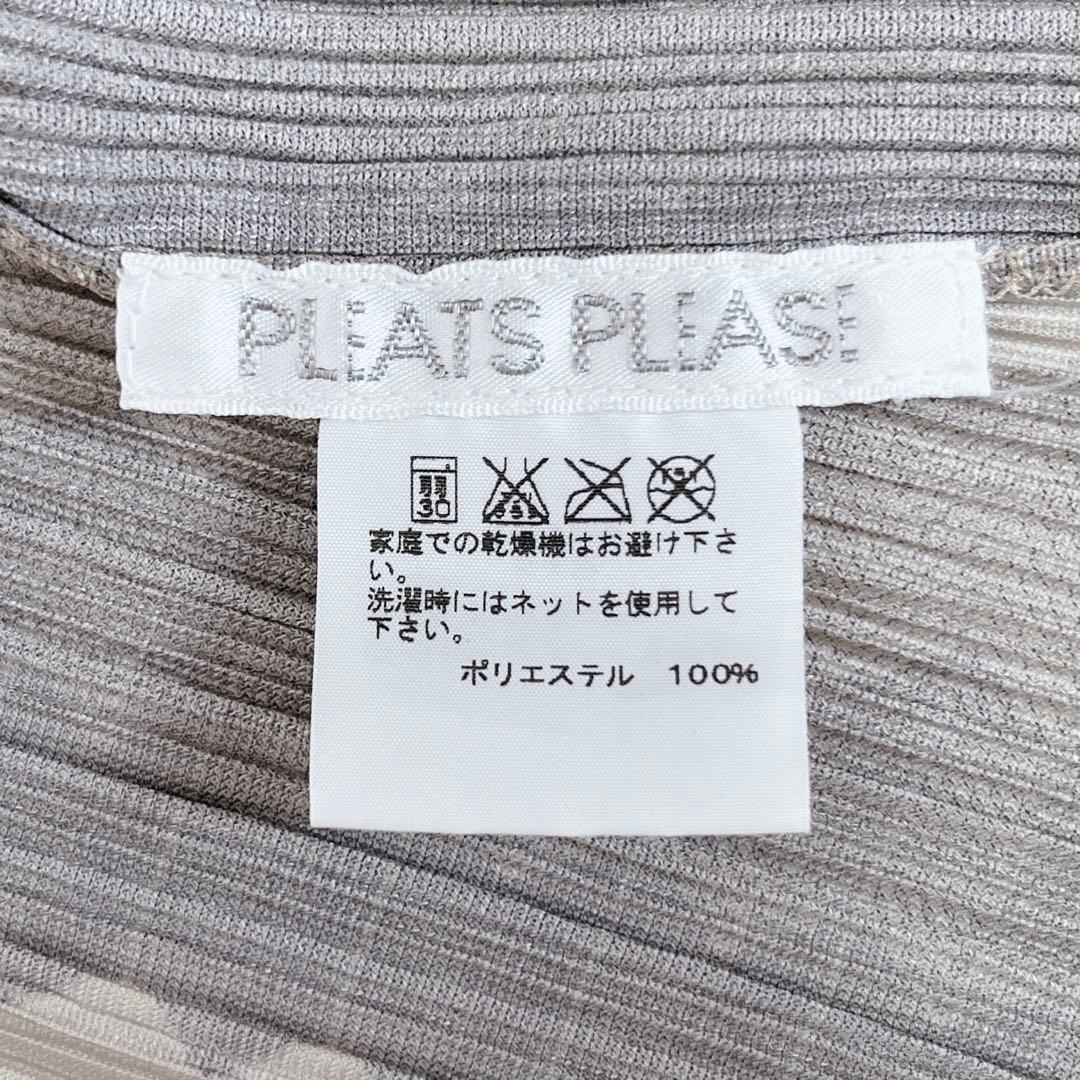 PLEATS PLEASE
弱
30
家庭での乾燥機はお避け下さ
い。
洗濯時にはネットを使用して
下さい。
ポリエステル 100%